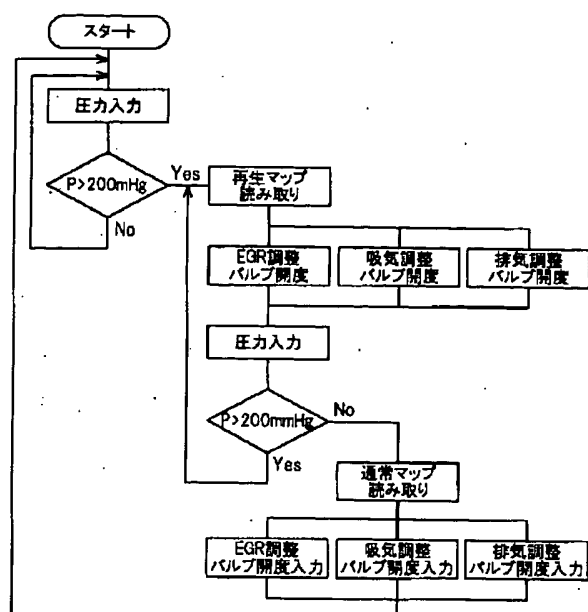 スタート
圧力入力
P>200mHg
Yes
No
再生マップ
読み取り
EGR調整
バルブ開度
吸気調整
バルブ開度
排気調整
バルブ開度
圧力入力
P>200mmHg
No
Yes
通常マップ
読み取り
EGR調整
バルブ開度入力
吸気調整
バルブ開度入力
排気調整
バルブ開度入力